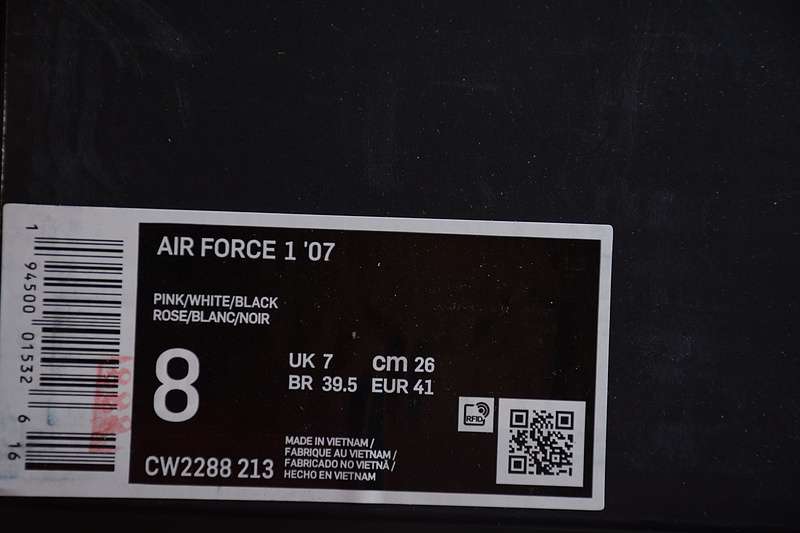 AIR FORCE 1 '07
PINK/WHITE/BLACK
ROSE/BLANC/NOIR
8
UK 7 cm 26
BR 39.5 EUR 41
RFID
MADE IN VIETNAM /
FABRIQUE AU VIETNAM /
FABRICADO NO VIETNÃ /
HECHO EN VIETNAM
CW2288 213
1 94500 01532 6 16